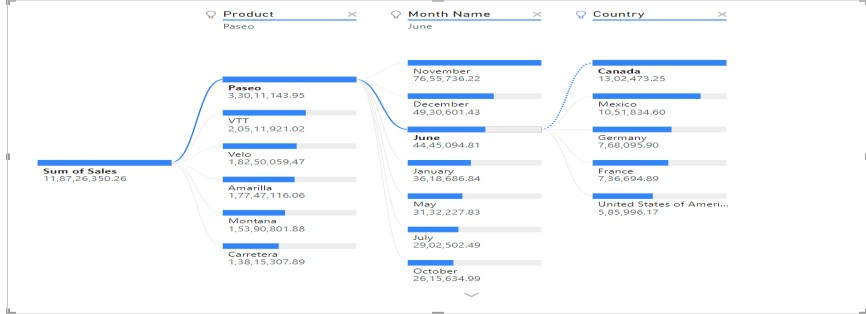 Product
Paseo
Month Name
June
Country
Sum of Sales
11,87,26,350.26
Paseo
3,30,11,143.95
VTT
2,05,11,921.02
Velo
1,82,50,059.47
Amarilla
1,77,47,116.06
Montana
1,53,90,801.88
Carretera
1,38,15,307.89
November
76,55,736.22
December
49,30,601.43
June
44,45,094.81
January
36,18,686.84
May
31,32,227.83
July
29,02,502.49
October
26,15,634.99
Canada
13,02,473.25
Mexico
10,51,834.60
Germany
7,68,095.90
France
7,36,694.89
United States of Ameri...
5,85,996.17